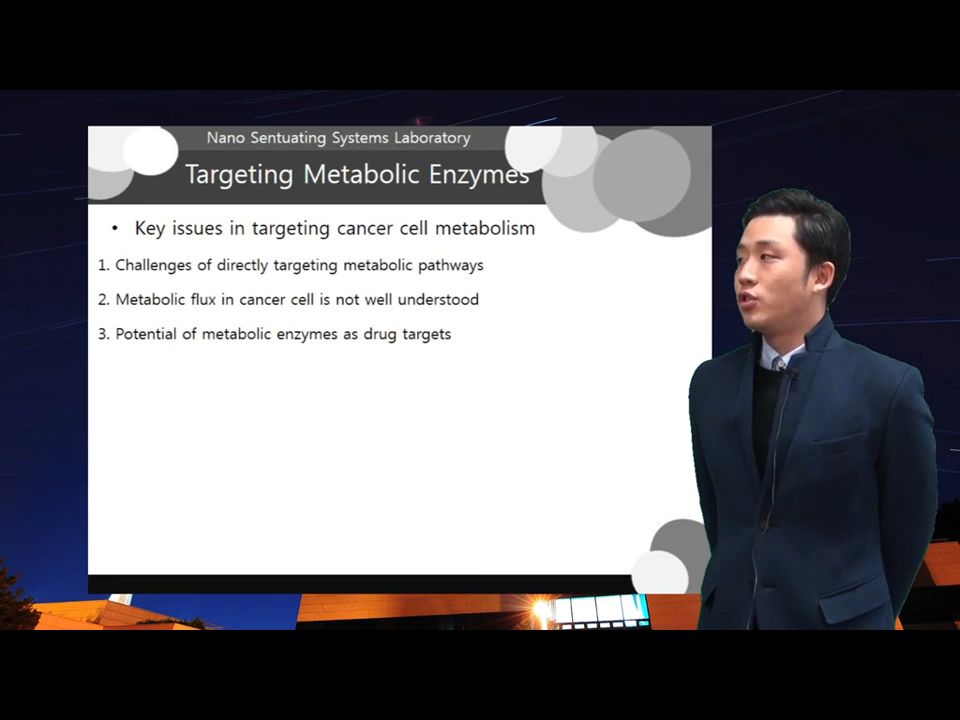 Nano Sentuating Systems Laboratory
Targeting Metabolic Enzymes
• Key issues in targeting cancer cell metabolism
1. Challenges of directly targeting metabolic pathways
2. Metabolic flux in cancer cell is not well understood
3. Potential of metabolic enzymes as drug targets